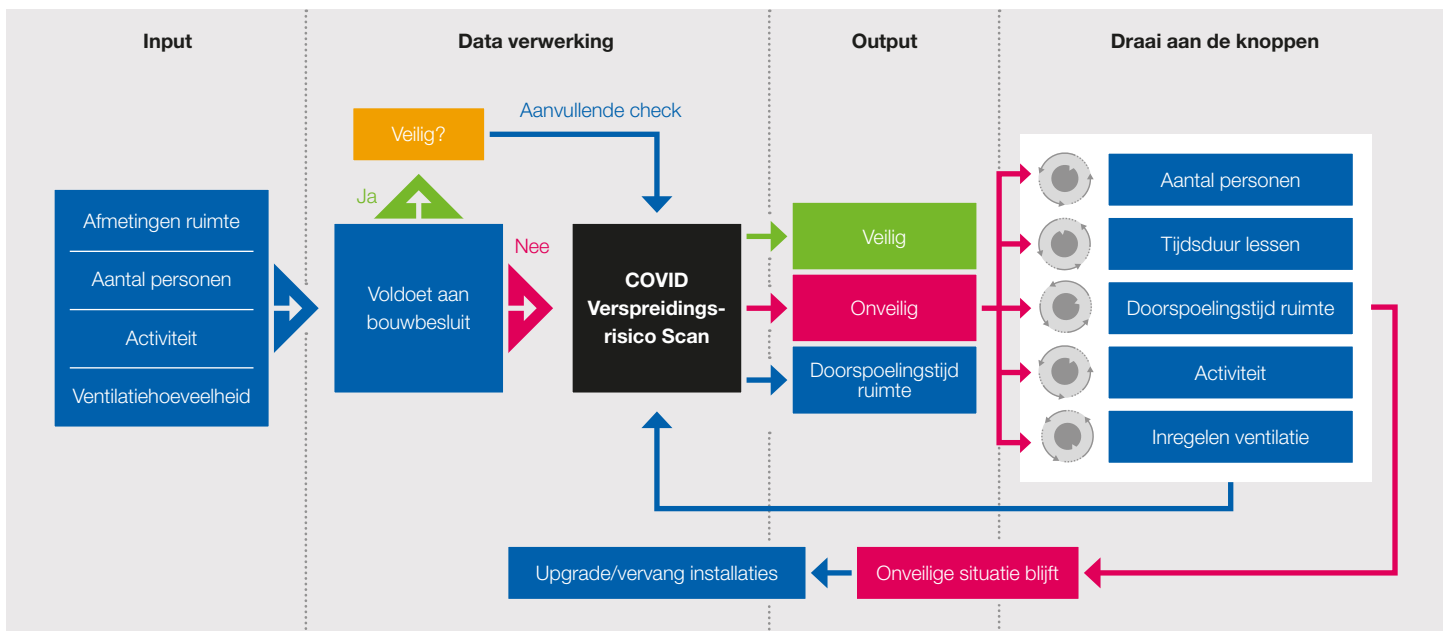 Input
Data verwerking
Output
Draai aan de knoppen
Afmetingen ruimte
Aantal personen
Activiteit
Ventilatiehoeveelheid
Veilig?
Aanvullende check
Ja
Voldoet aan
bouwbesluit
Nee
COVID
Verspreidings-
risico Scan
Veilig
Onveilig
Doorspoelingstijd
ruimte
Aantal personen
Tijdsduur lessen
Doorspoelingstijd ruimte
Activiteit
Inregelen ventilatie
Upgrade/vervang installaties
Onveilige situatie blijft